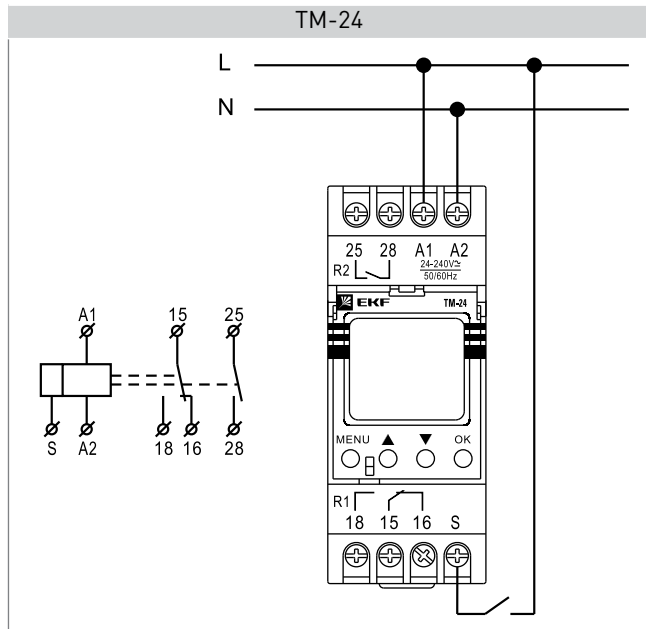 TM-24
L
N
25 28 A1 A2
R2
24-240V≃
50/60Hz
EKF TM-24
MENU ▲ ▼ OK
R1
18 15 16 S
A1 15 25
S A2 18 16 28